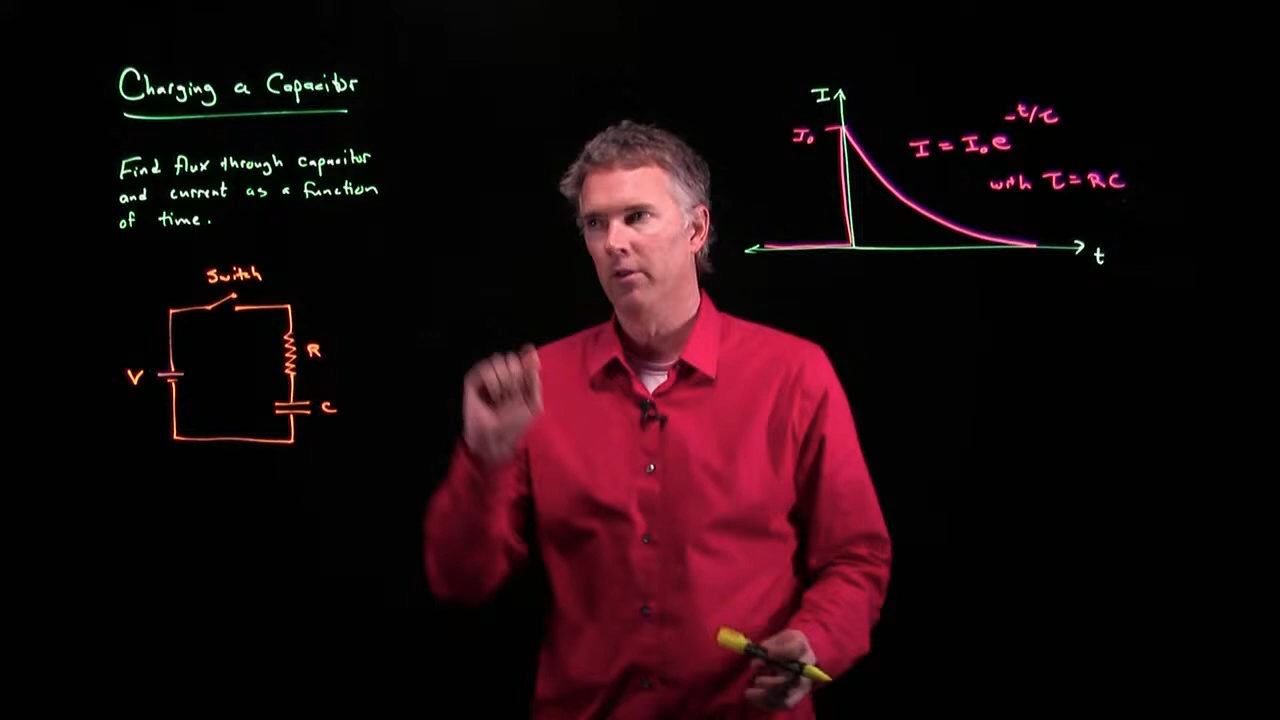 Charging a Capacitor
Find flux through capacitor
and current as a function
of time.
Switch
R
V
C
I
I₀
I = I₀e^{-t/τ}
with τ = RC
t